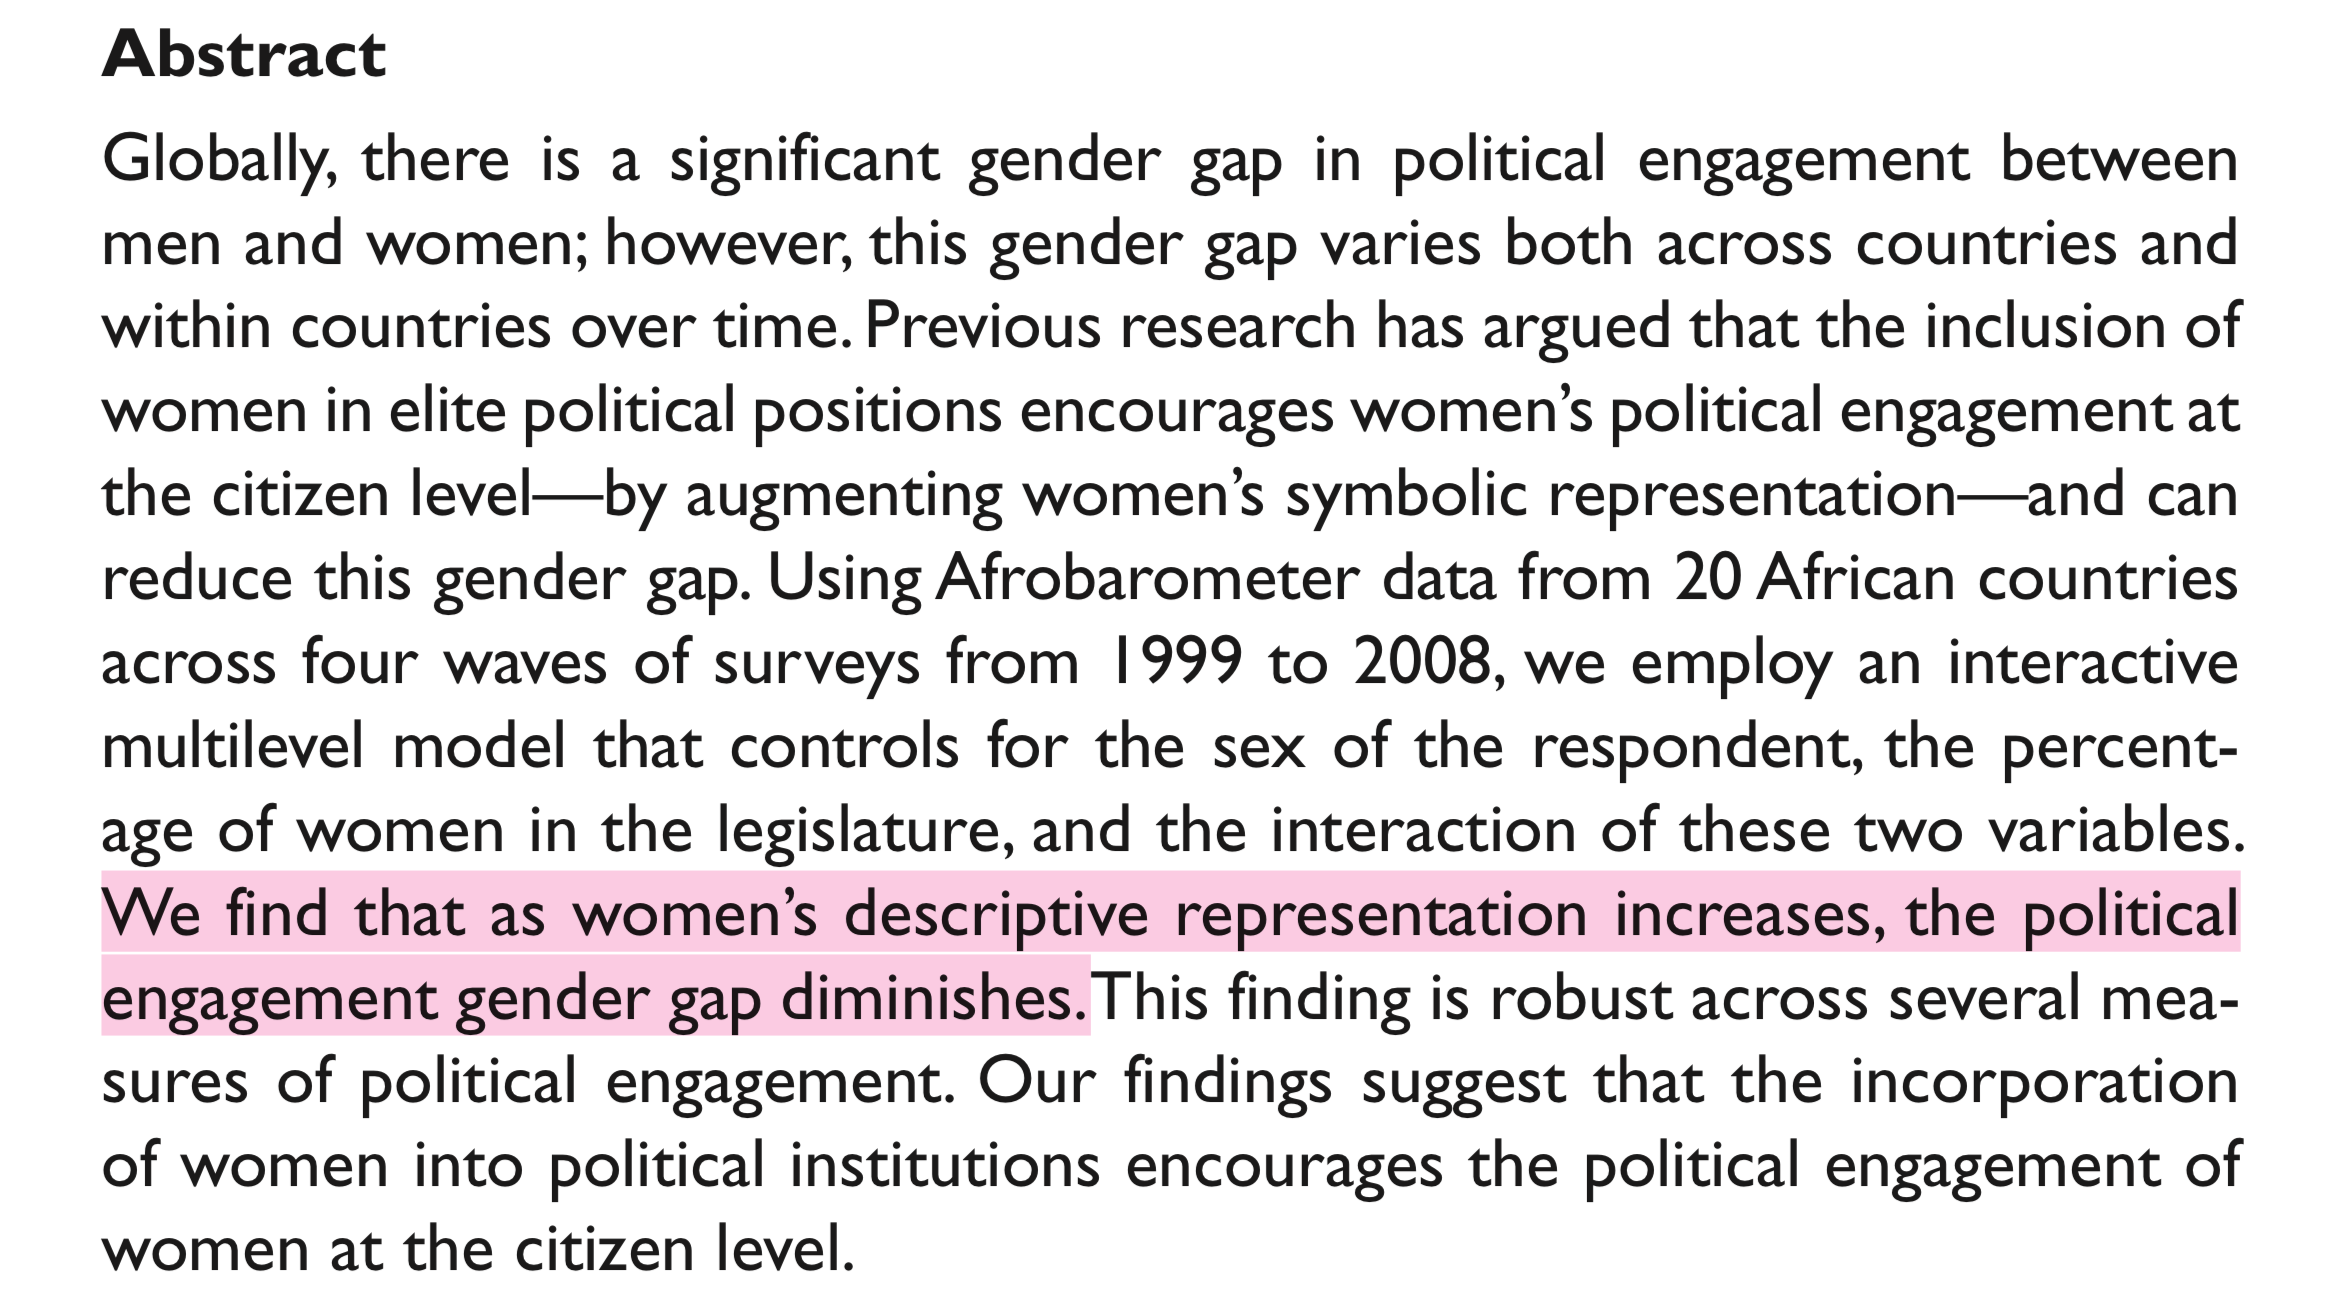 Abstract
Globally, there is a significant gender gap in political engagement between
men and women; however, this gender gap varies both across countries and
within countries over time. Previous research has argued that the inclusion of
women in elite political positions encourages women’s political engagement at
the citizen level—by augmenting women’s symbolic representation—and can
reduce this gender gap. Using Afrobarometer data from 20 African countries
across four waves of surveys from 1999 to 2008, we employ an interactive
multilevel model that controls for the sex of the respondent, the percent-
age of women in the legislature, and the interaction of these two variables.
We find that as women’s descriptive representation increases, the political
engagement gender gap diminishes. This finding is robust across several mea-
sures of political engagement. Our findings suggest that the incorporation
of women into political institutions encourages the political engagement of
women at the citizen level.